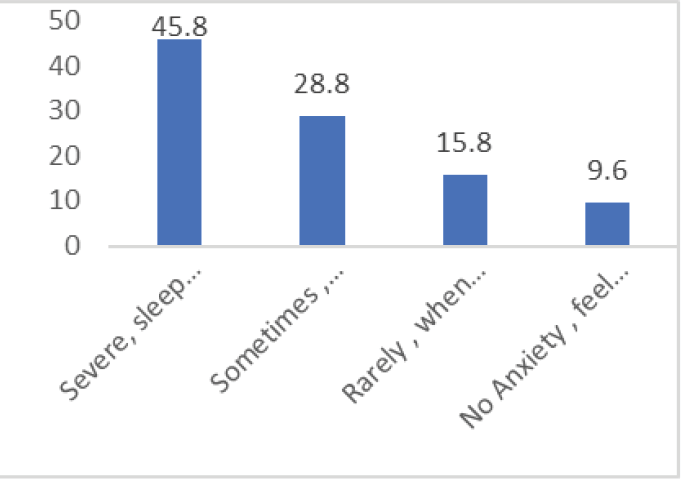 50
40
30
20
10
0
45.8
28.8
15.8
9.6
Severe, sleep...
Sometimes ,...
Rarely , when...
No Anxiety , feel...